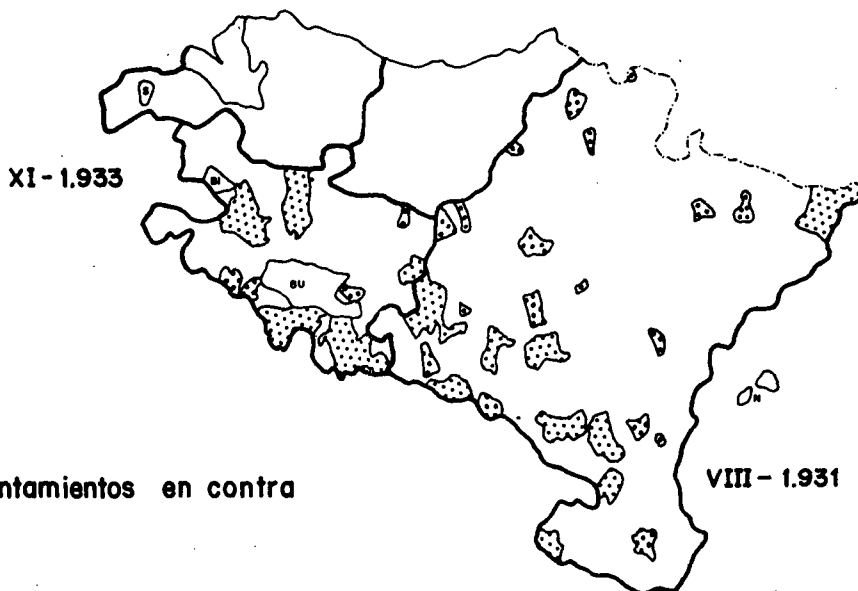 S
XI-1.933
BI
BU
N
VIII-1.931
ntamientos en contra